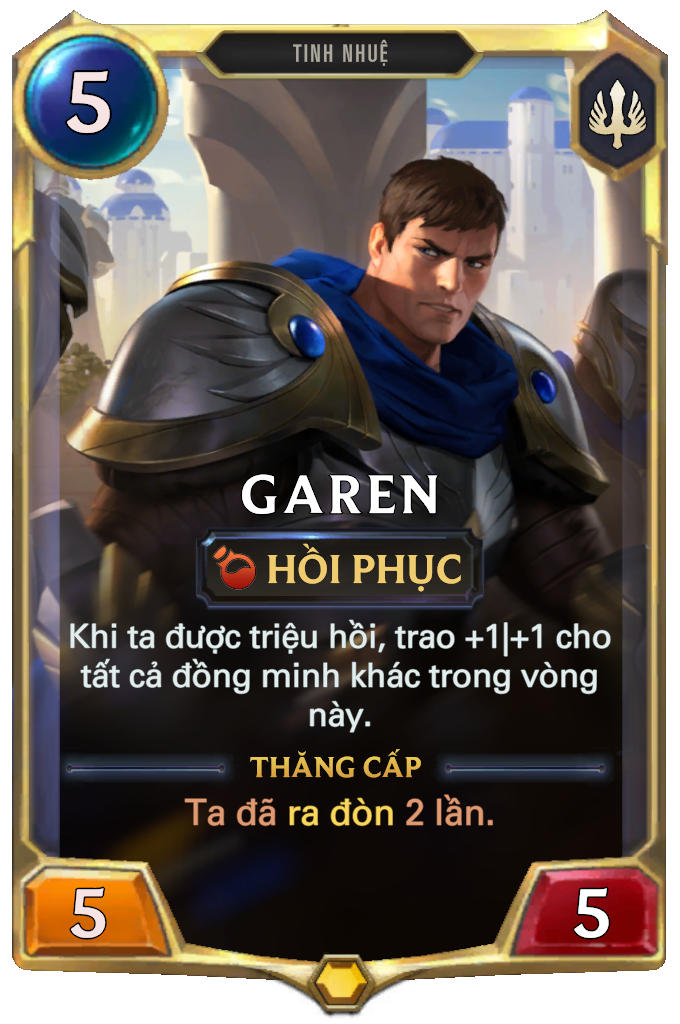 TINH NHUỆ
5
GAREN
HỒI PHỤC
Khi ta được triệu hồi, trao +1|+1 cho
tất cả đồng minh khác trong vòng
này.
THĂNG CẤP
Ta đã ra đòn 2 lần.
5
5